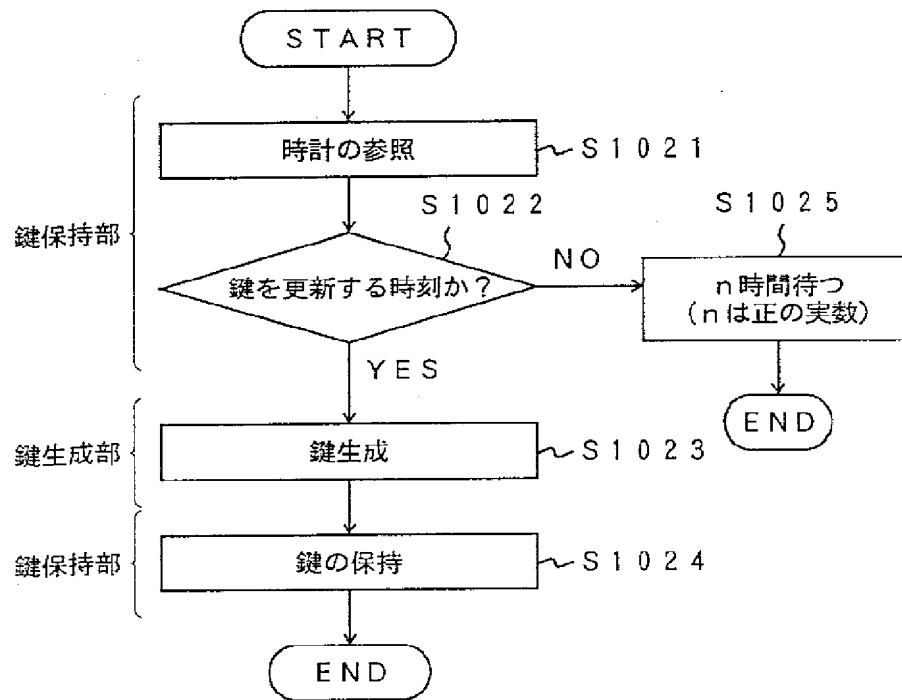 START
時計の参照
S1021
S1022
S1025
鍵保持部
鍵を更新する時刻か？
NO
n時間待つ
（nは正の実数）
YES
END
鍵生成部
鍵生成
S1023
鍵保持部
鍵の保持
S1024
END